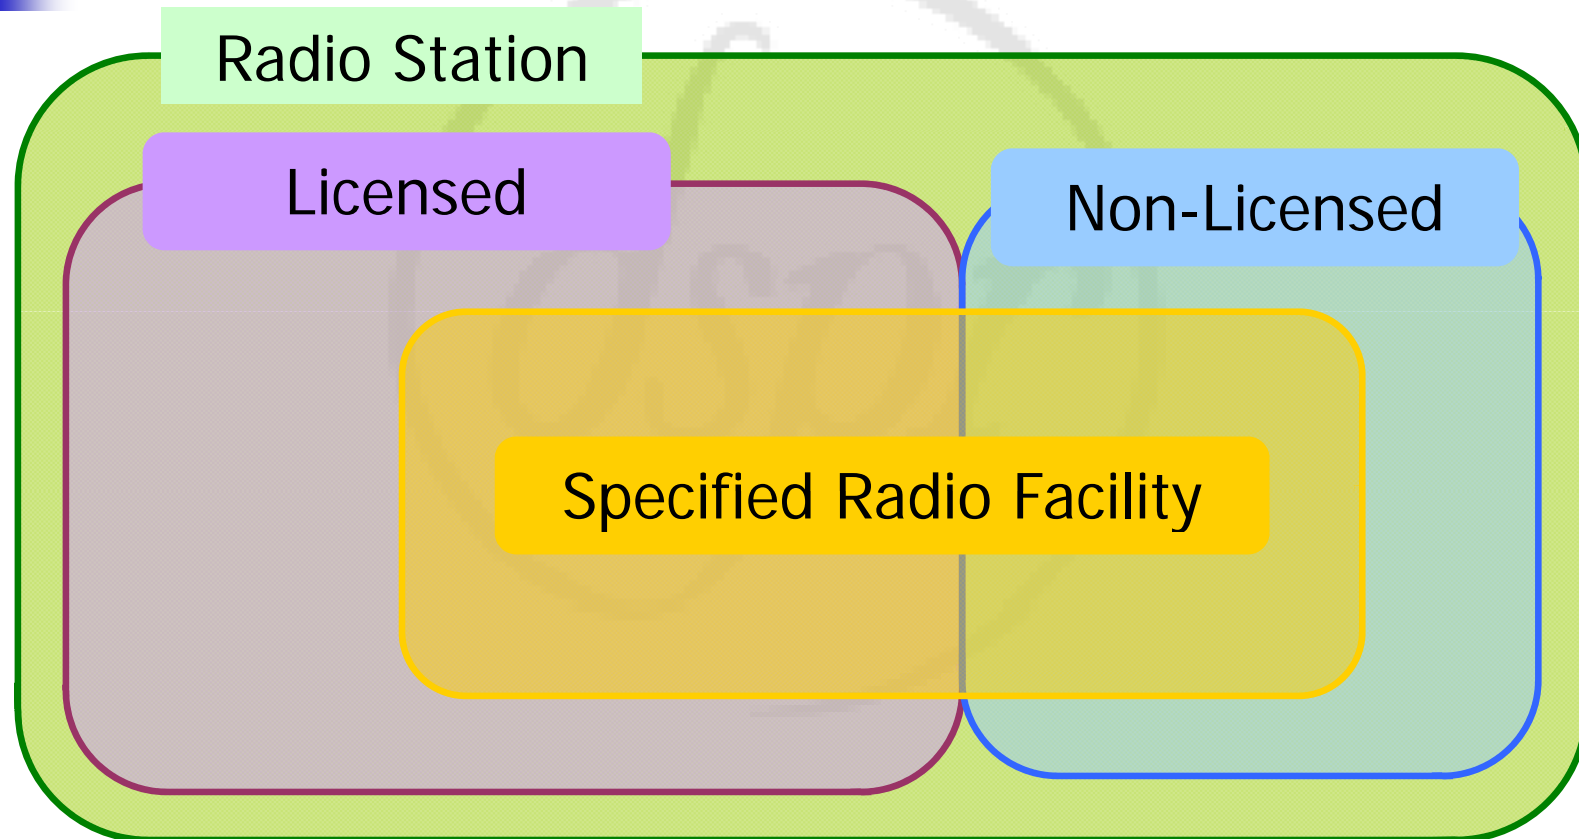 Radio Station
Licensed
Non-Licensed
Specified Radio Facility